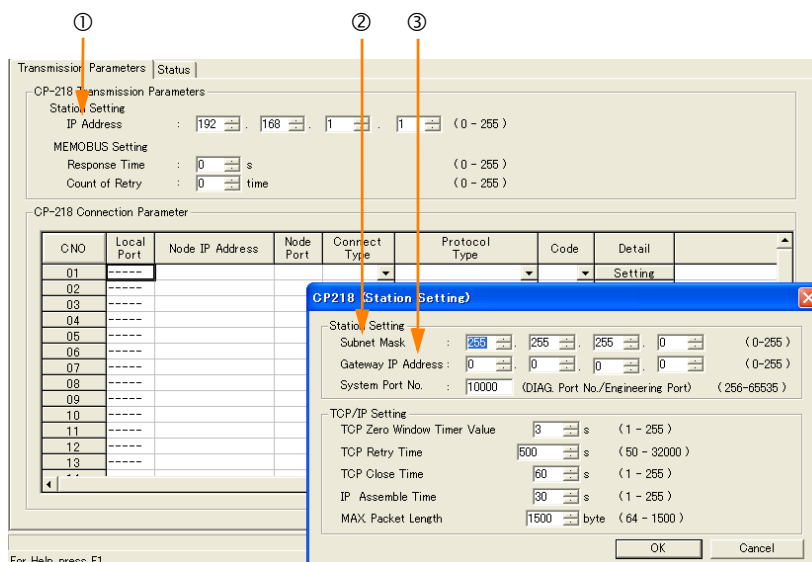 ① ② ③
Transmission Parameters Status
CP-218 Transmission Parameters
Station Setting
IP Address : 192 . 168 . 1 . 1 (0 - 255)
MEMOBUS Setting
Response Time : 0 s (0 - 255)
Count of Retry : 0 time (0 - 255)
CP-218 Connection Parameter
CNO Local Port Node IP Address Node Port Connect Type Protocol Type Code Detail
01 ----- Setting
02 -----
03 -----
04 -----
05 -----
06 -----
07 -----
08 -----
09 -----
10 -----
11 -----
12 -----
13 -----
CP218 (Station Setting)
Station Setting
Subnet Mask : 255 . 255 . 255 . 0 (0-255)
Gateway IP Address : 0 . 0 . 0 . 0 (0-255)
System Port No. : 10000 (DIAG. Port No./Engineering Port) (256-65535)
TCP/IP Setting
TCP Zero Window Timer Value 3 s (1 - 255)
TCP Retry Time 500 s (50 - 32000)
TCP Close Time 60 s (1 - 255)
IP Assemble Time 30 s (1 - 255)
MAX. Packet Length 1500 byte (64 - 1500)
OK Cancel
For Help, press F1